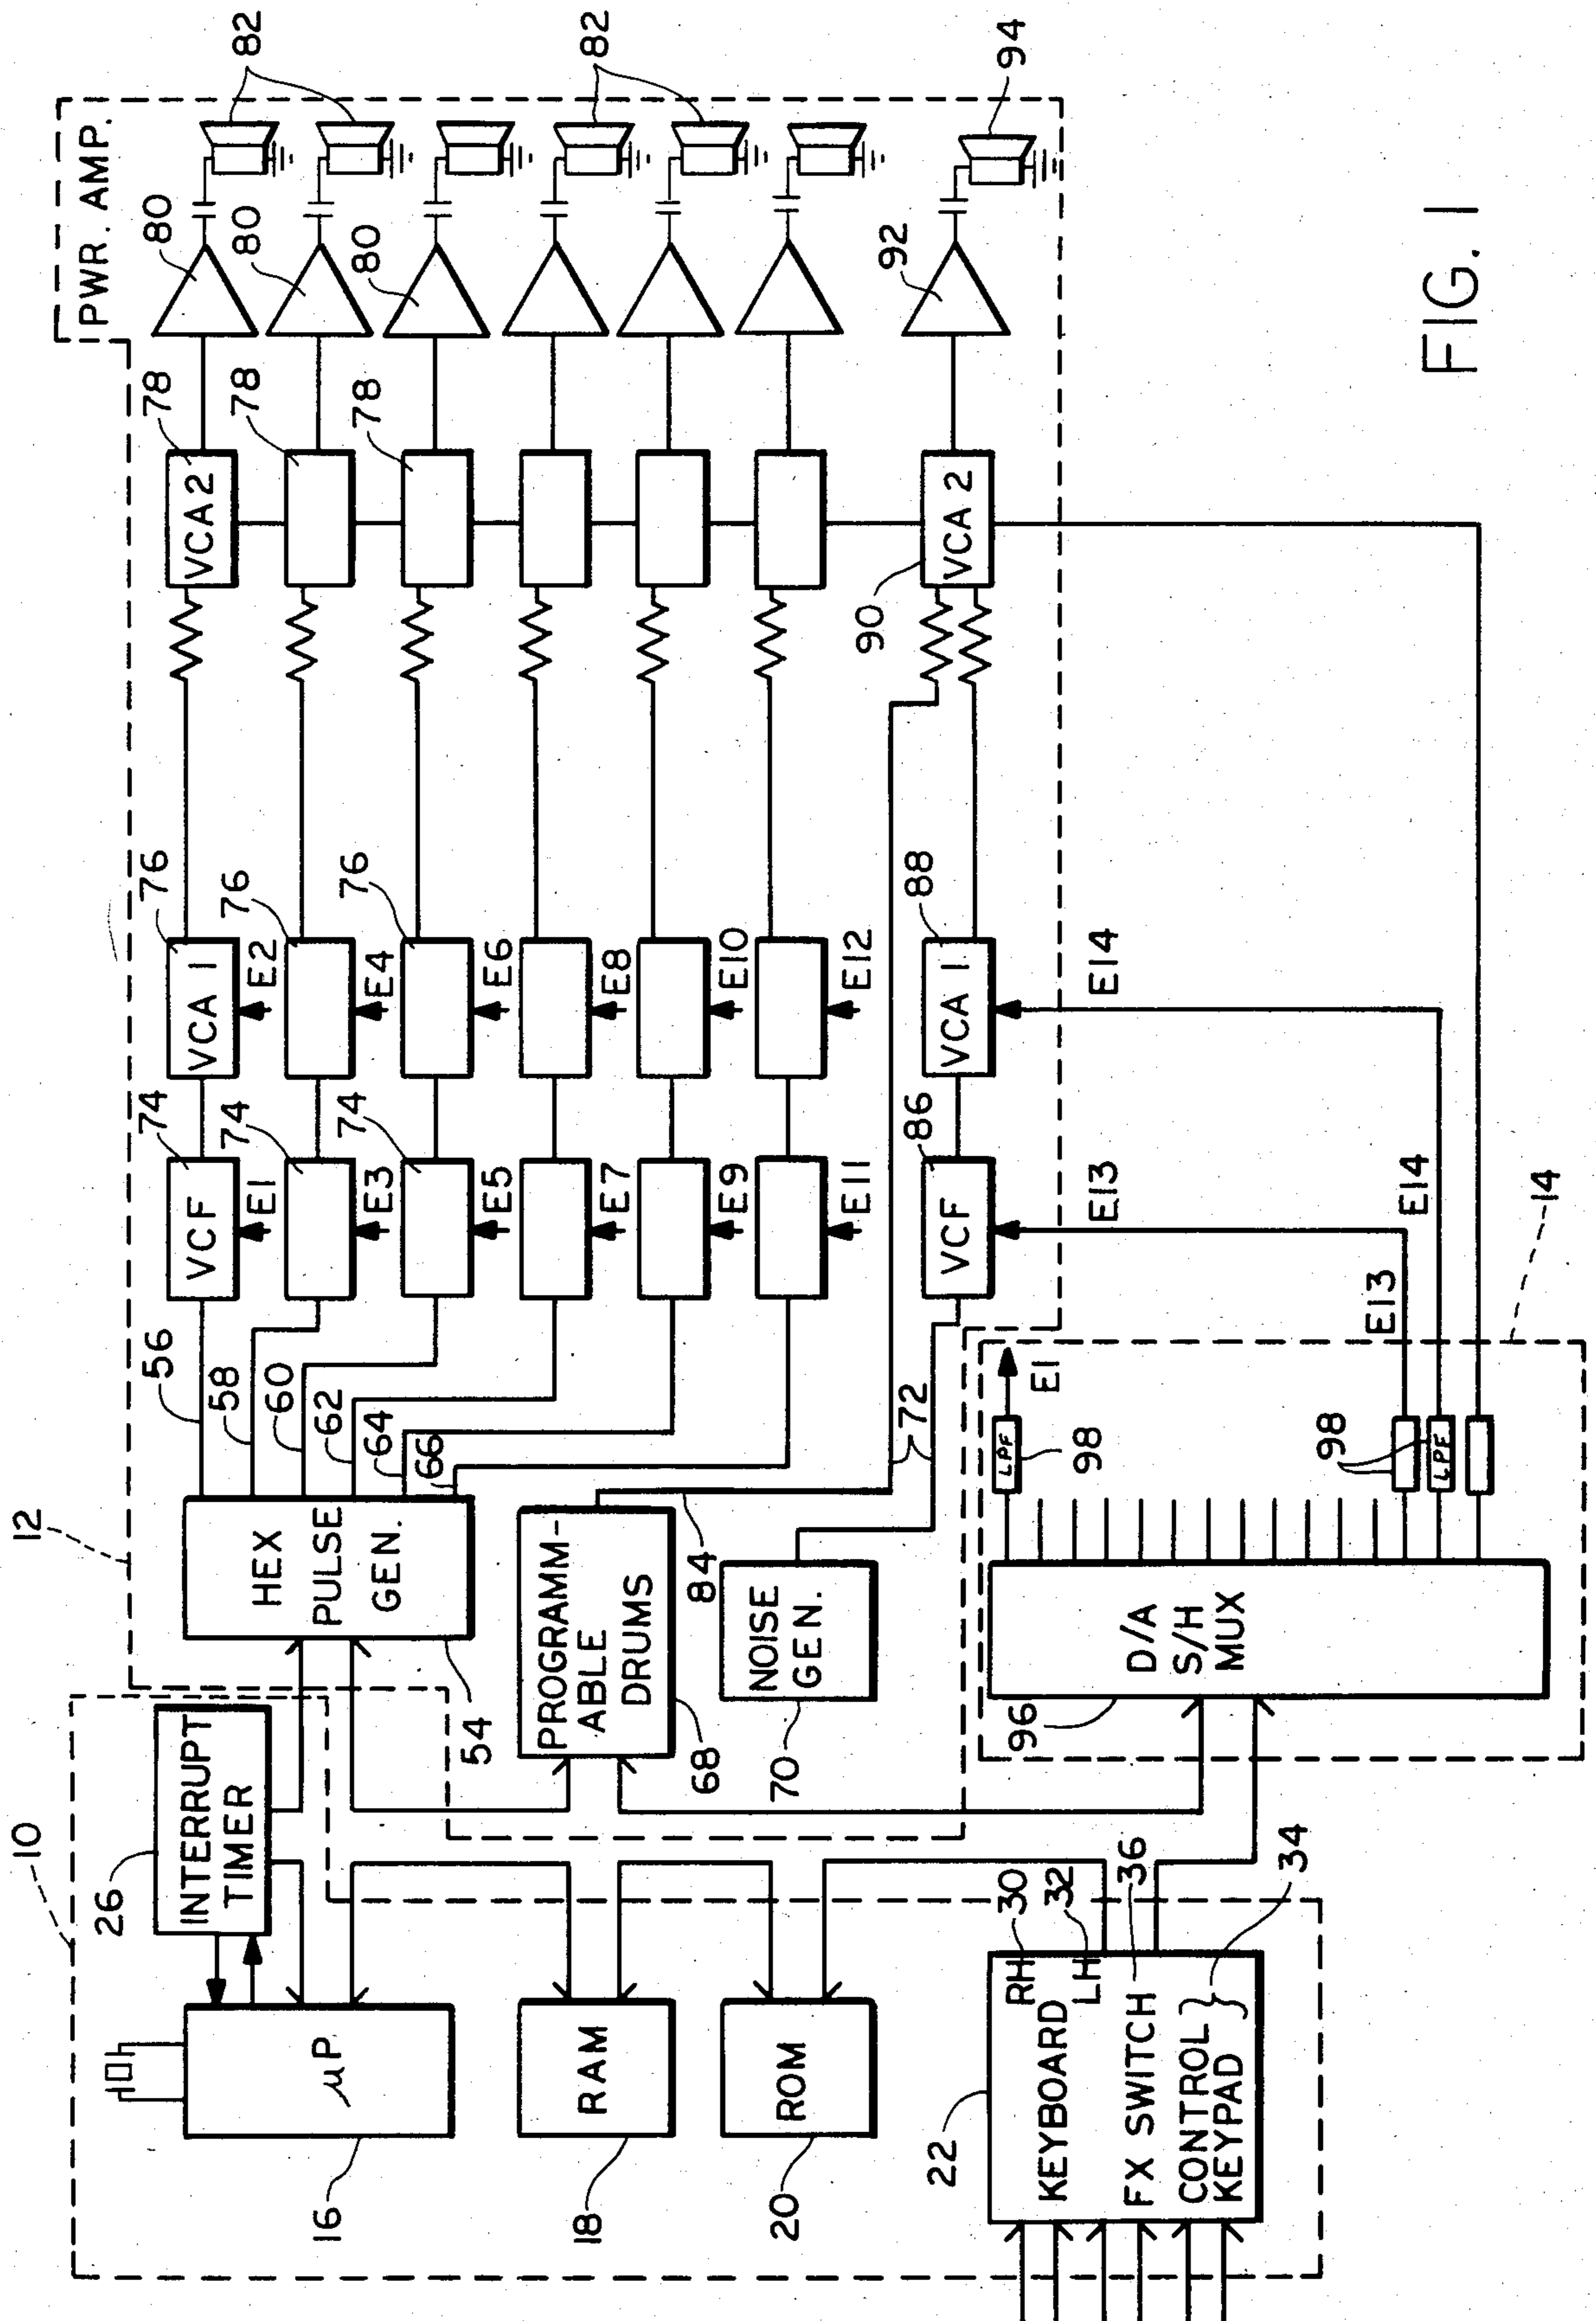 10
26
INTERRUPT
TIMER
µP
16
RAM
18
ROM
20
22
RH
30
KEYBOARD
LH
32
FX SWITCH
36
CONTROL
KEYPAD
34
12
HEX
PULSE
GEN.
54
56
58
60
62
64
66
PROGRAMM-
ABLE
DRUMS
68
84
NOISE
GEN.
70
72
VCF
74
E1
74
E3
74
E5
E7
E9
E11
VCA 1
76
E2
76
E4
76
E6
E8
E10
E12
VCA 2
78
78
78
PWR. AMP.
80
80
80
82
82
VCF
86
E13
VCA 1
88
E14
VCA 2
90
92
94
D/A
S/H
MUX
96
LPF
98
E1
98
LPF
E13
E14
14
FIG. 1